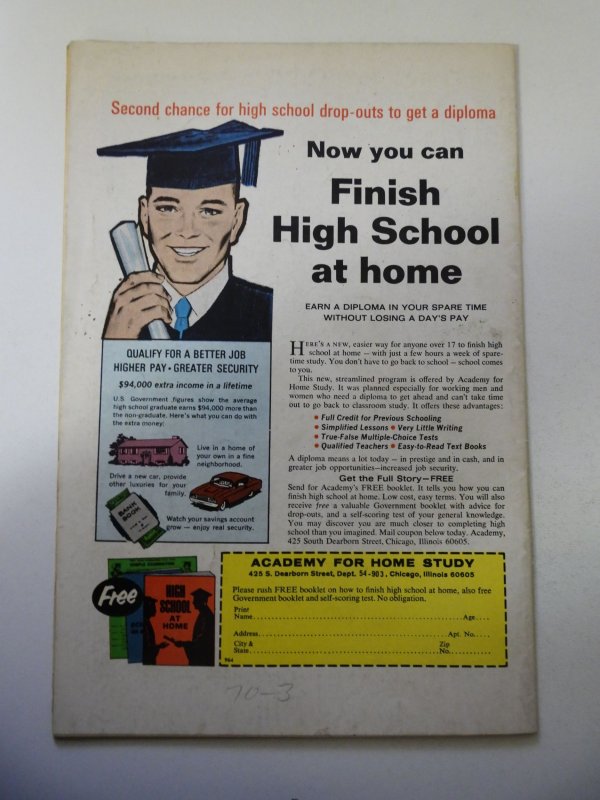 Second chance for high school drop-outs to get a diploma
Now you can
Finish
High School
at home
EARN A DIPLOMA IN YOUR SPARE TIME
WITHOUT LOSING A DAY'S PAY
QUALIFY FOR A BETTER JOB
HIGHER PAY • GREATER SECURITY
$94,000 extra income in a lifetime
U.S. Government figures show the average
high school graduate earns $94,000 more than
the non-graduate. Here's what you can do with
the extra money:
Live in a home of
your own in a fine
neighborhood.
Drive a new car, provide
other luxuries for your
family.
BANK
BOOK
Watch your savings account
grow — enjoy real security.
HERE'S A NEW, easier way for anyone over 17 to finish high
school at home — with just a few hours a week of spare-
time study. You don't have to go back to school — school comes
to you.
This new, streamlined program is offered by Academy for
Home Study. It was planned especially for working men and
women who need a diploma to get ahead and can't take time
out to go back to classroom study. It offers these advantages:
• Full Credit for Previous Schooling
• Simplified Lessons • Very Little Writing
• True-False Multiple-Choice Tests
• Qualified Teachers • Easy-to-Read Text Books
A diploma means a lot today — in prestige and in cash, and in
greater job opportunities—increased job security.
Get the Full Story—FREE
Send for Academy's FREE booklet. It tells you how you can
finish high school at home. Low cost, easy terms. You will also
receive free a valuable Government booklet with advice for
drop-outs, and a self-scoring test of your general knowledge.
You may discover you are much closer to completing high
school than you imagined. Mail coupon below today. Academy,
425 South Dearborn Street, Chicago, Illinois 60605.
Free
HIGH
SCHOOL
AT
HOME
ACADEMY FOR HOME STUDY
425 S. Dearborn Street, Dept. 54-903, Chicago, Illinois 60605
Please rush FREE booklet on how to finish high school at home, also free
Government booklet and self-scoring test. No obligation.
Print
Name Age
Address Apt. No.
City & Zip
State No.
70-3